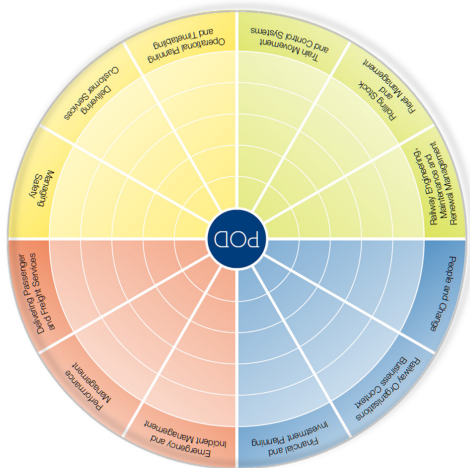 Emergency and
Incident Management
Performance
Management
Delivering Passenger
and Freight Services
Managing
Safety
Delivering
Customer Services
Operational Planning
and Timetabling
Train Movement
and Control Systems
Rolling Stock
and
Fleet Management
Railway Engineering,
Maintenance and
Renewal Management
People and Change
Railway Organisations
Business Context
Financial and
Investment Planning
POD